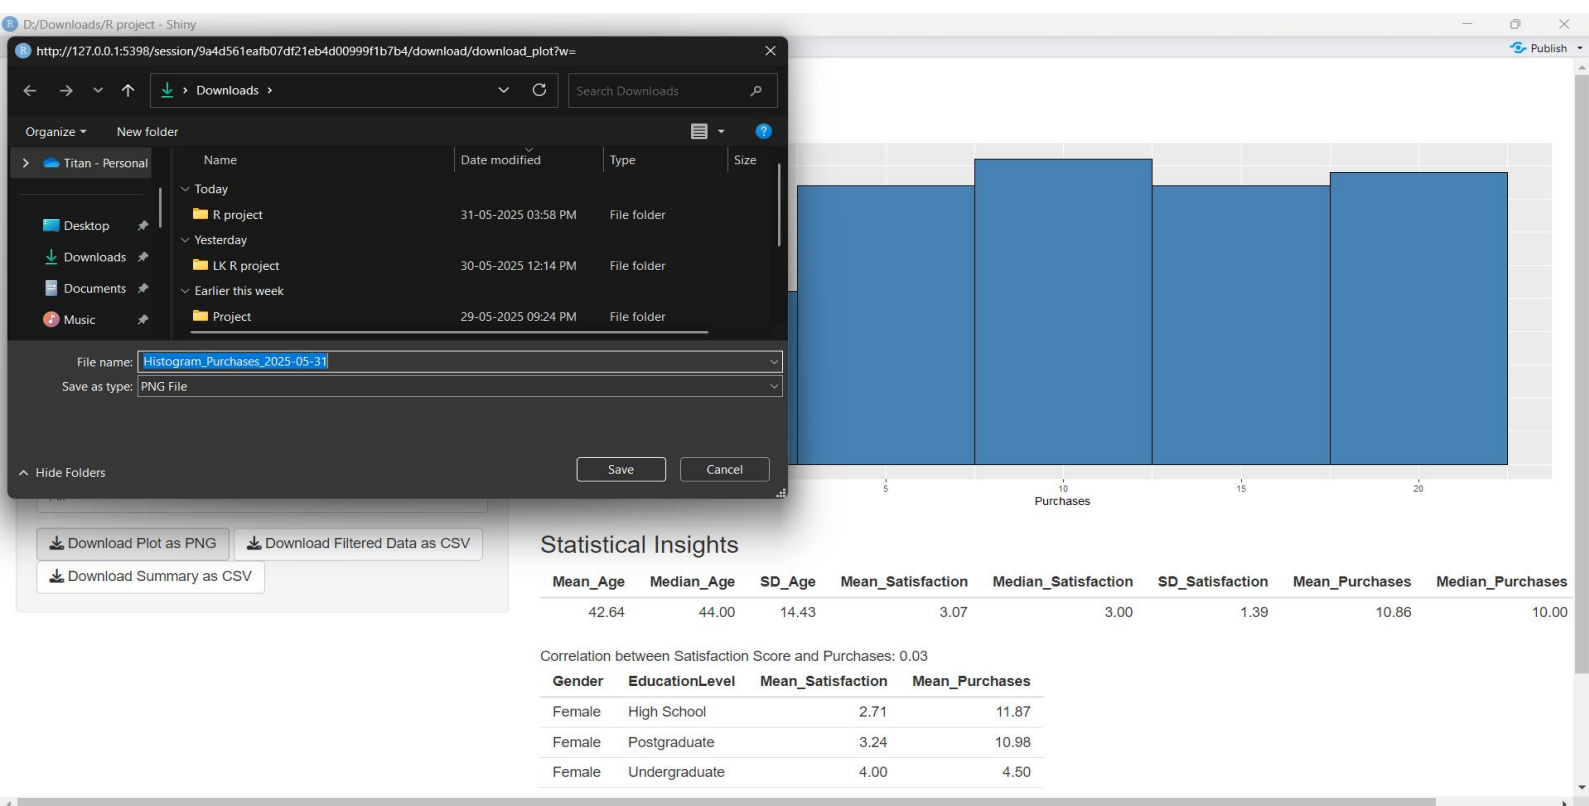 D:/Downloads/R project - Shiny
http://127.0.0.1:5398/session/9a4d561eafb07df21eb4d00999f1b7b4/download/download_plot?w=
Publish
Downloads
Search Downloads
Organize
New folder
Titan - Personal
Desktop
Downloads
Documents
Music
Name Date modified Type Size
Today
R project 31-05-2025 03:58 PM File folder
Yesterday
LK R project 30-05-2025 12:14 PM File folder
Earlier this week
Project 29-05-2025 09:24 PM File folder
File name: Histogram_Purchases_2025-05-31
Save as type: PNG File
Hide Folders
Save
Cancel
5 10 15 20
Purchases
Download Plot as PNG
Download Filtered Data as CSV
Download Summary as CSV
Statistical Insights
Mean_Age Median_Age SD_Age Mean_Satisfaction Median_Satisfaction SD_Satisfaction Mean_Purchases Median_Purchases
42.64 44.00 14.43 3.07 3.00 1.39 10.86 10.00
Correlation between Satisfaction Score and Purchases: 0.03
Gender EducationLevel Mean_Satisfaction Mean_Purchases
Female High School 2.71 11.87
Female Postgraduate 3.24 10.98
Female Undergraduate 4.00 4.50